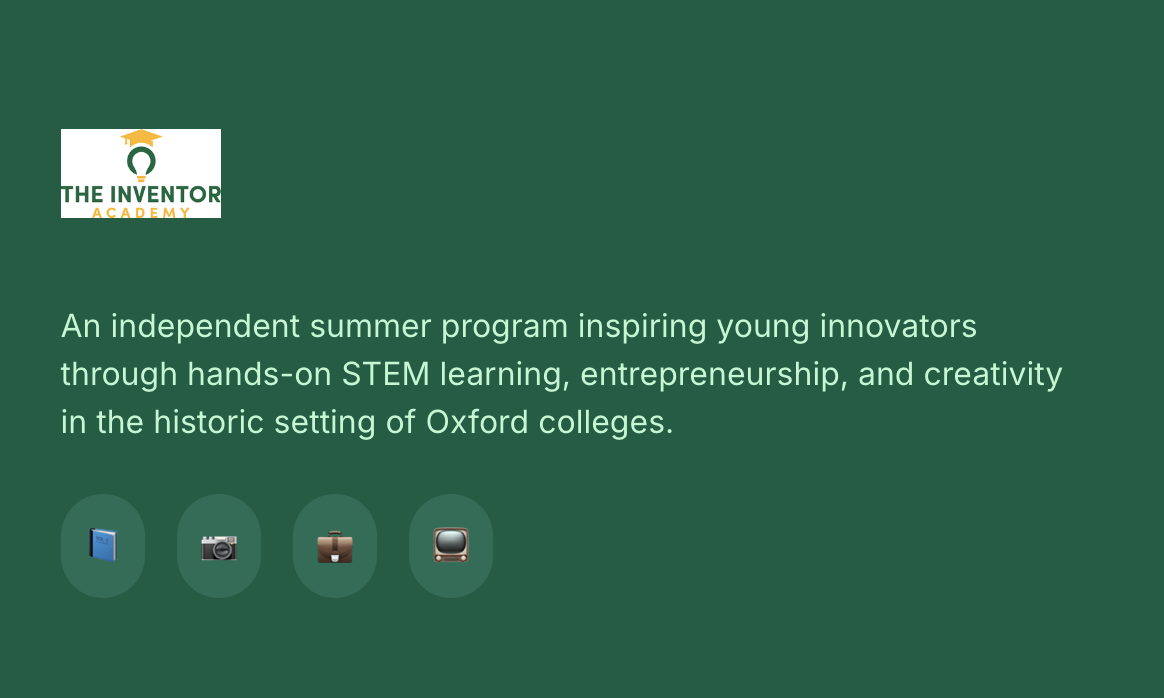 THE INVENTOR
ACADEMY
An independent summer program inspiring young innovators
through hands-on STEM learning, entrepreneurship, and creativity
in the historic setting of Oxford colleges.